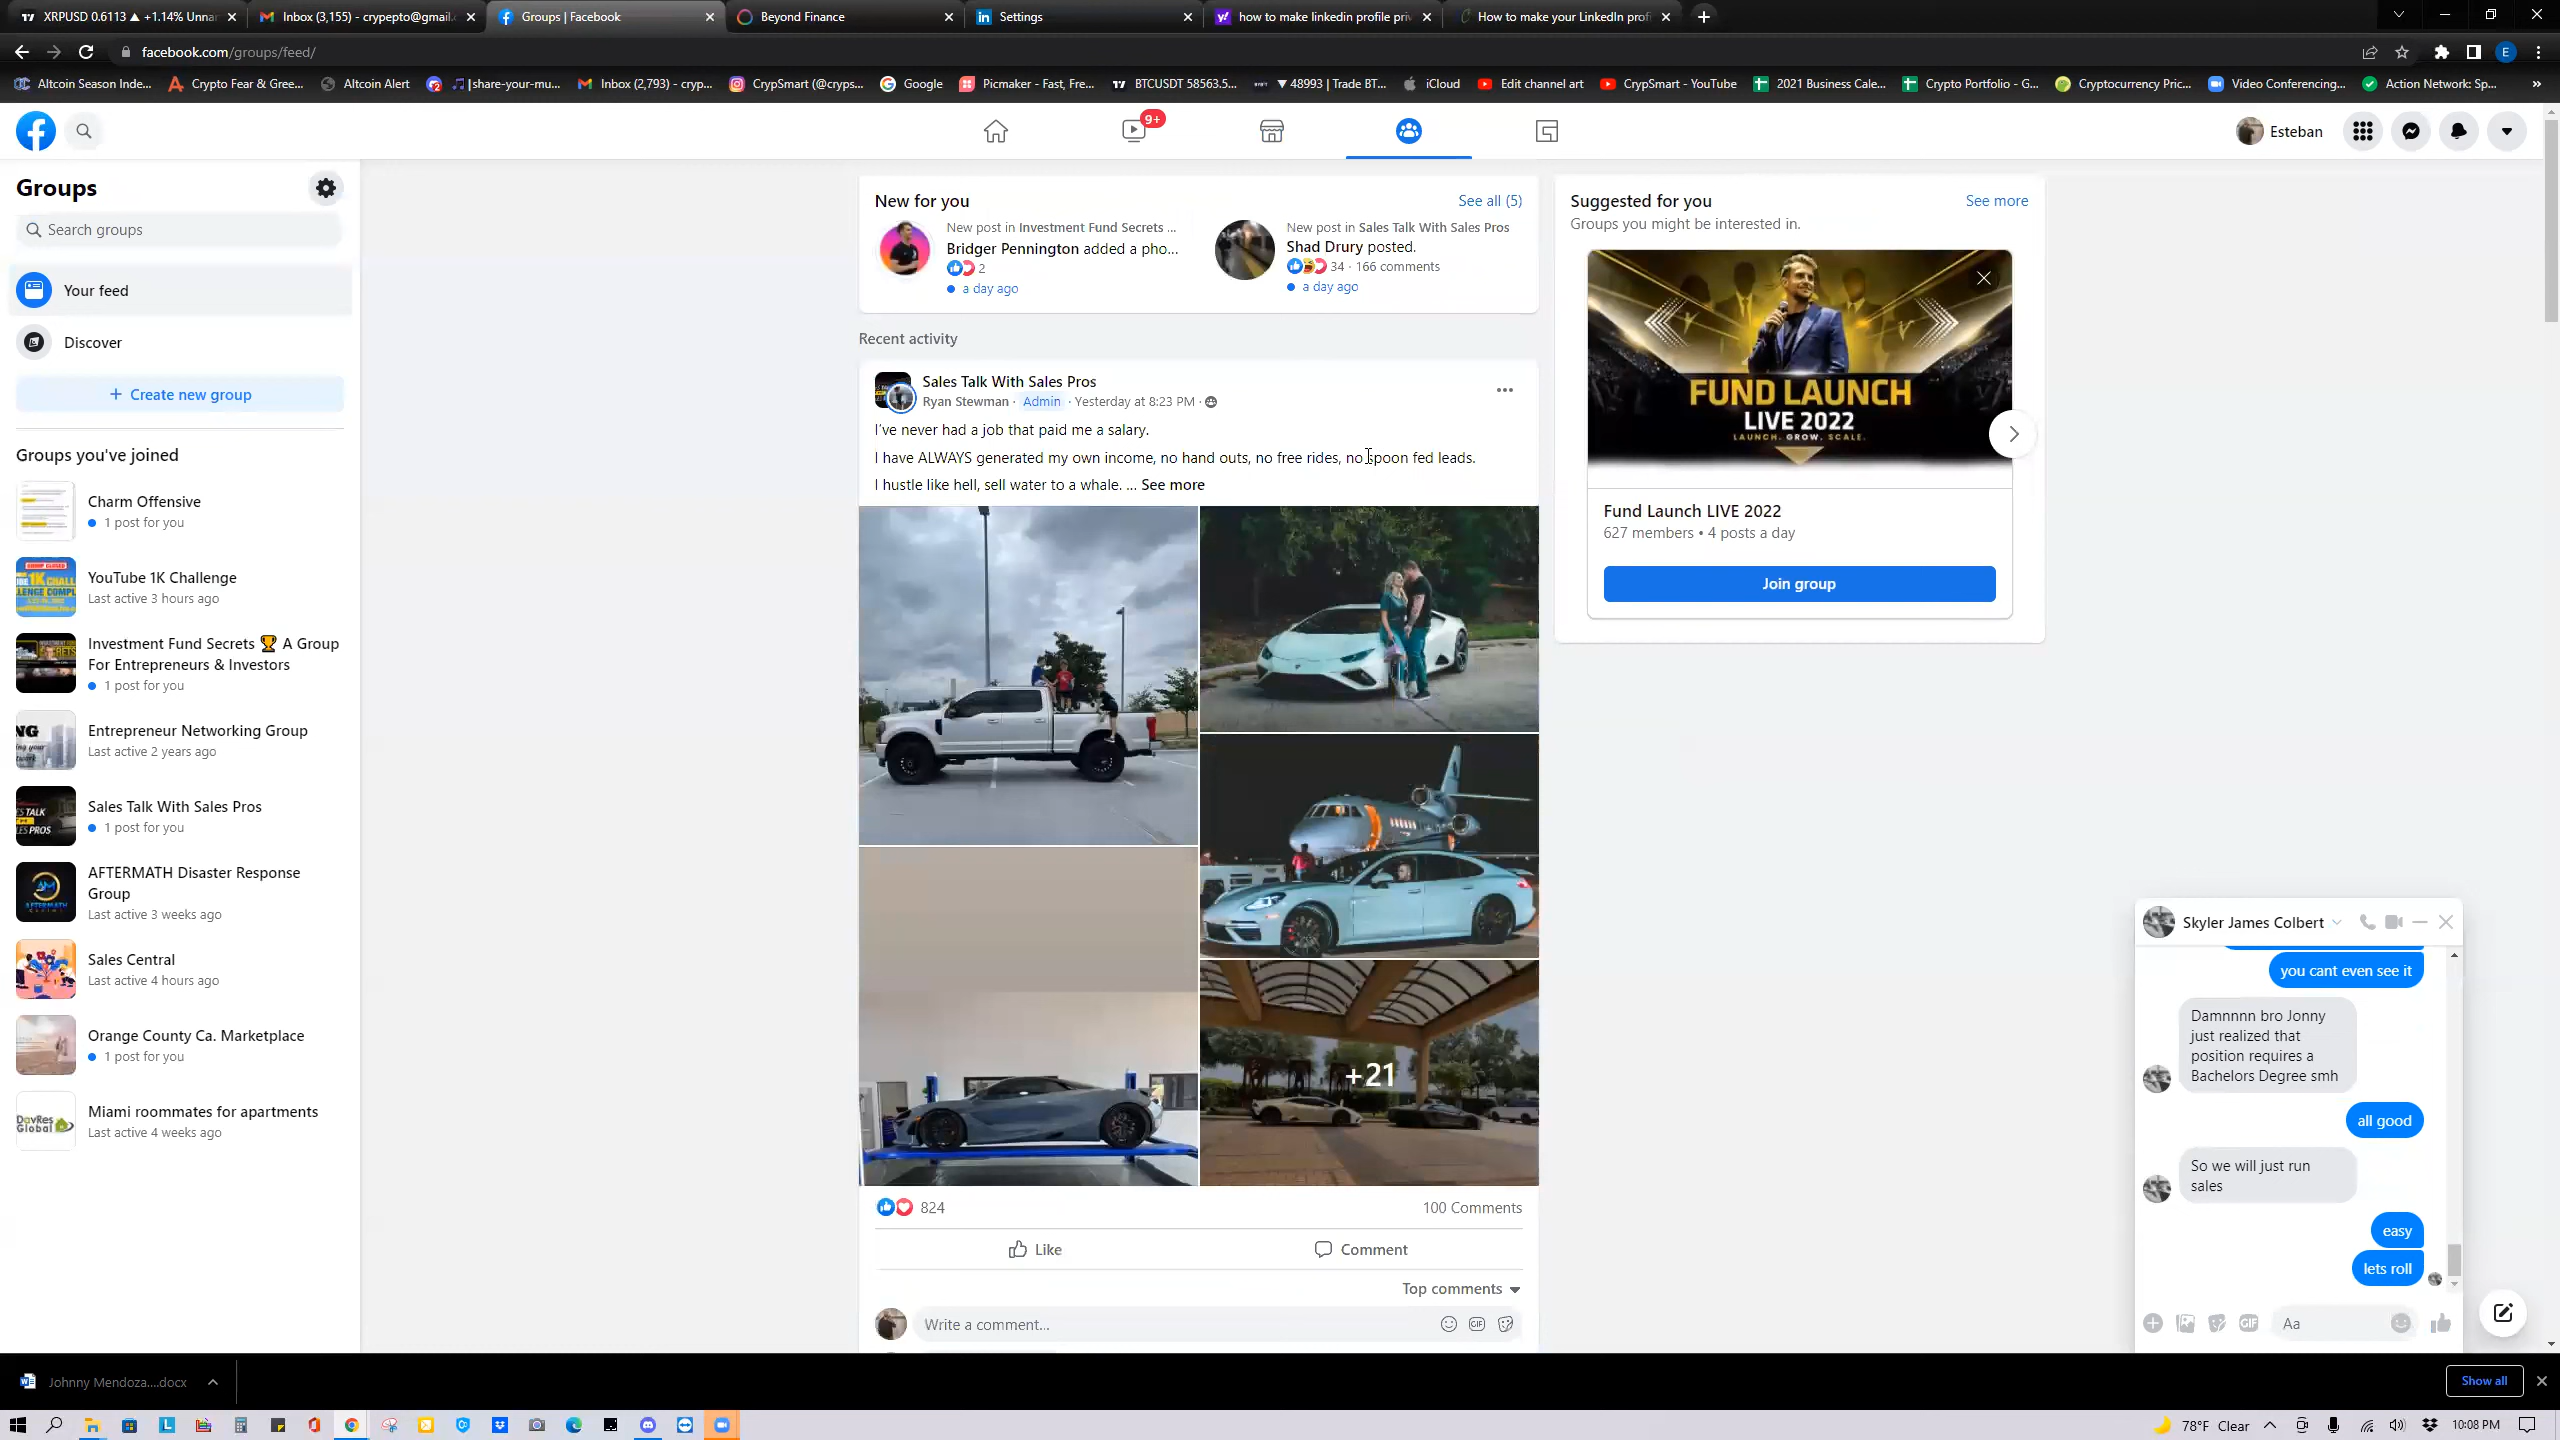 XRPUSD 0.6113 ▲ +1.14% Unnar
Inbox (3,155) - crypepto@gmail.c
Groups | Facebook
Beyond Finance
Settings
how to make linkedin profile priv
How to make your LinkedIn profi
facebook.com/groups/feed/
Altcoin Season Inde...
Crypto Fear & Gree...
Altcoin Alert
|share-your-mu...
Inbox (2,793) - cryp...
CrypSmart (@cryps...
Google
Picmaker - Fast, Fre...
BTCUSDT 58563.5...
▼ 48993 | Trade BT...
iCloud
Edit channel art
CrypSmart - YouTube
2021 Business Cale...
Crypto Portfolio - G...
Cryptocurrency Pric...
Video Conferencing...
Action Network: Sp...
9+
Esteban
Groups
Search groups
Your feed
Discover
+ Create new group
Groups you've joined
Charm Offensive
1 post for you
YouTube 1K Challenge
Last active 3 hours ago
Investment Fund Secrets 🏆 A Group
For Entrepreneurs & Investors
1 post for you
Entrepreneur Networking Group
Last active 2 years ago
Sales Talk With Sales Pros
1 post for you
AFTERMATH Disaster Response
Group
Last active 3 weeks ago
Sales Central
Last active 4 hours ago
Orange County Ca. Marketplace
1 post for you
Miami roommates for apartments
Last active 4 weeks ago
New for you
See all (5)
New post in Investment Fund Secrets ...
Bridger Pennington added a pho...
2
a day ago
New post in Sales Talk With Sales Pros
Shad Drury posted.
34 · 166 comments
a day ago
Recent activity
Sales Talk With Sales Pros
Ryan Stewman · Admin · Yesterday at 8:23 PM ·
I've never had a job that paid me a salary.
I have ALWAYS generated my own income, no hand outs, no free rides, no spoon fed leads.
I hustle like hell, sell water to a whale. ... See more
+21
824
100 Comments
Like
Comment
Top comments
Write a comment...
Suggested for you
See more
Groups you might be interested in.
FUND LAUNCH
LIVE 2022
LAUNCH. GROW. SCALE.
Fund Launch LIVE 2022
627 members • 4 posts a day
Join group
Skyler James Colbert
you cant even see it
Damnnnn bro Jonny
just realized that
position requires a
Bachelors Degree smh
all good
So we will just run
sales
easy
lets roll
GIF
Aa
Johnny Mendoza....docx
Show all
78°F Clear
10:08 PM